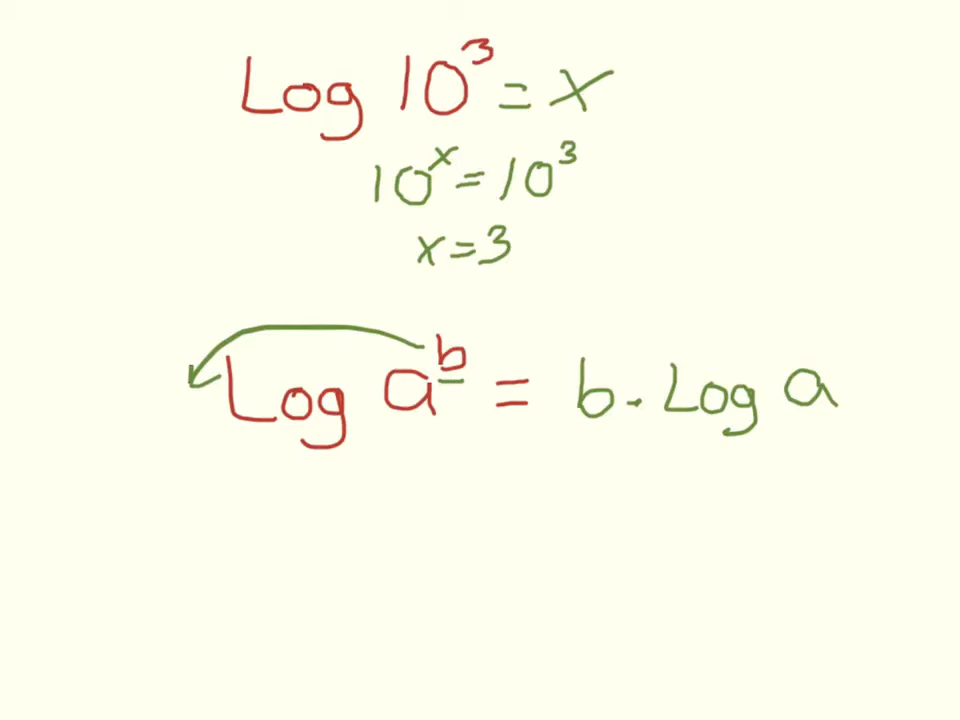 Log 10³ = x
10ˣ = 10³
x = 3
Log aᵇ = b . Log a